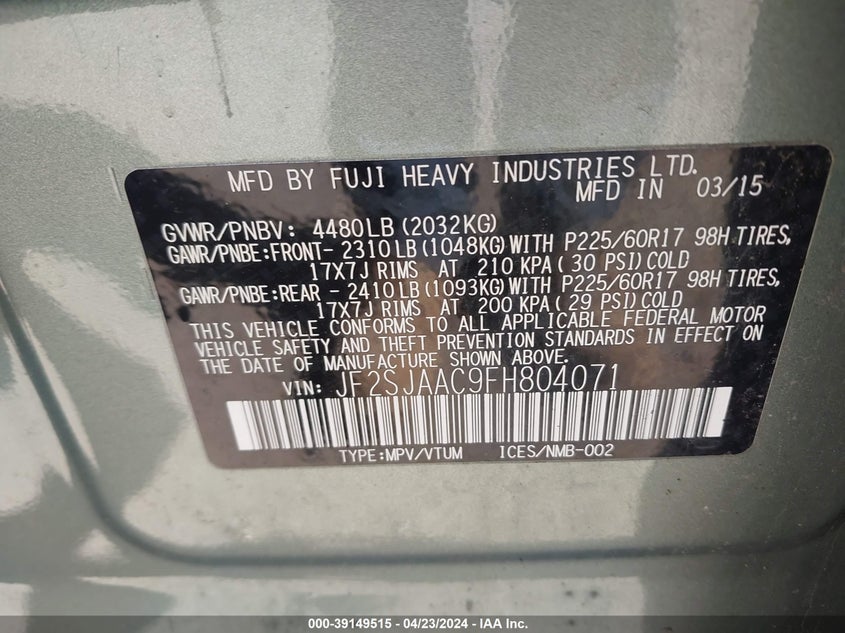 MFD BY FUJI HEAVY INDUSTRIES LTD.
MFD IN 03/15
GVWR/PNBV: 4480LB (2032KG)
GAWR/PNBE:FRONT- 2310LB (1048KG) WITH P225/60R17 98H TIRES,
17X7J RIMS AT 210 KPA ( 30 PSI) COLD
GAWR/PNBE:REAR - 2410LB (1093KG) WITH P225/60R17 98H TIRES,
17X7J RIMS AT 200 KPA ( 29 PSI) COLD
THIS VEHICLE CONFORMS TO ALL APPLICABLE FEDERAL MOTOR
VEHICLE SAFETY AND THEFT PREVENTION STANDARDS IN EFFECT ON
THE DATE OF MANUFACTURE SHOWN ABOVE.
VIN: JF2SJAAC9FH804071
TYPE:MPV/VTUM ICES/NMB-002
000-39149515 - 04/23/2024 - IAA Inc.